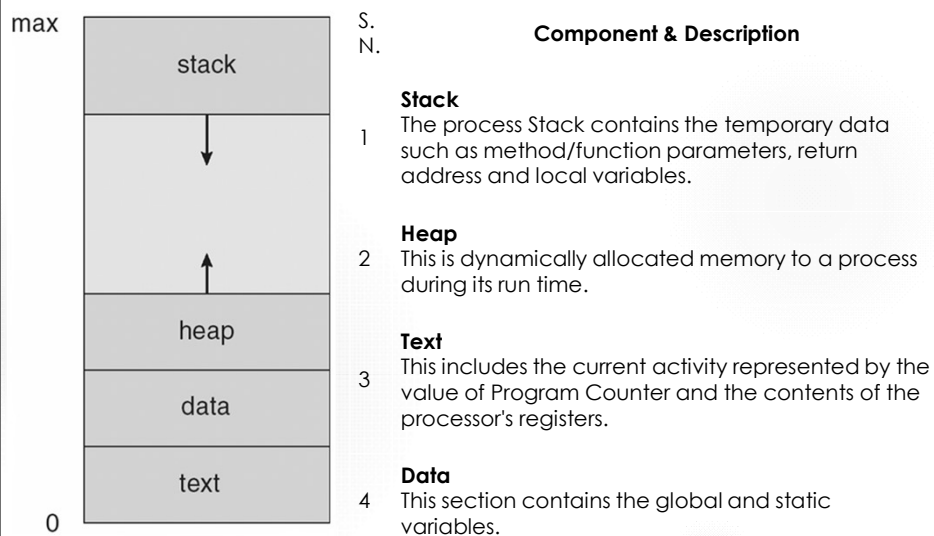 max
stack
heap
data
text
0
S.
N.
Component & Description
1
Stack
The process Stack contains the temporary data
such as method/function parameters, return
address and local variables.
2
Heap
This is dynamically allocated memory to a process
during its run time.
3
Text
This includes the current activity represented by the
value of Program Counter and the contents of the
processor's registers.
4
Data
This section contains the global and static
variables.